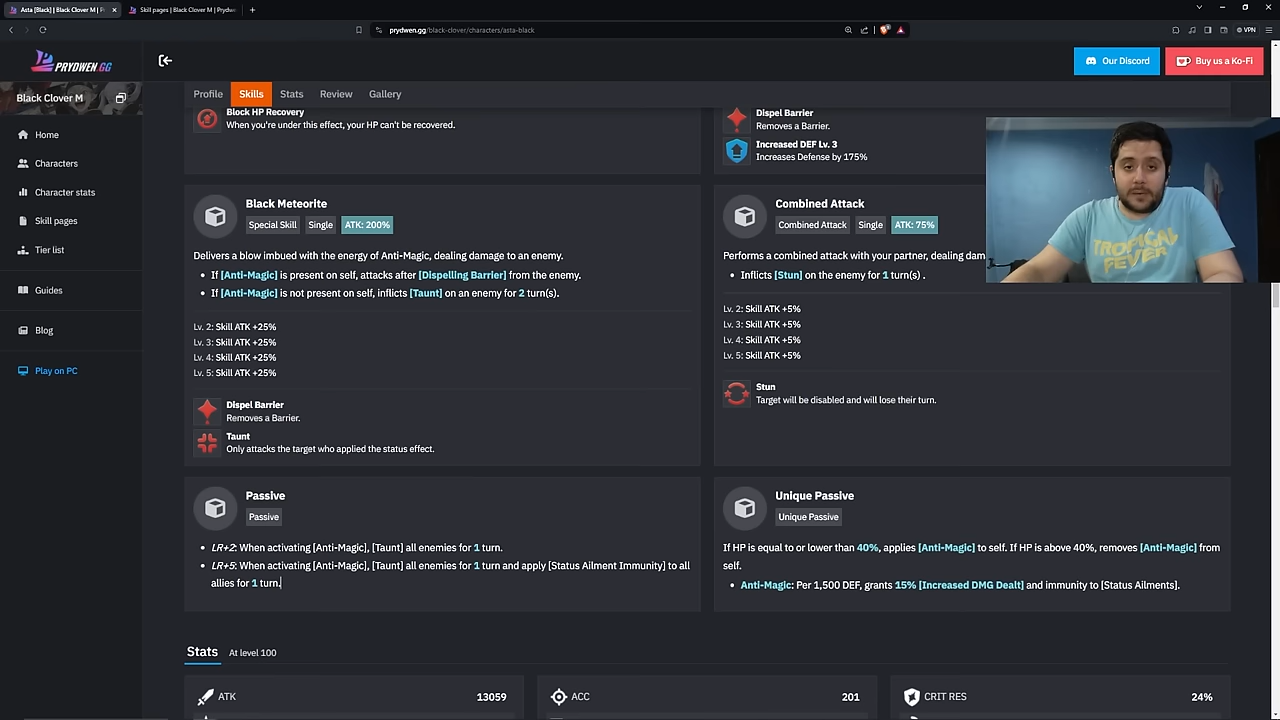 Asta [Black] | Black Clover M | P
Skill pages | Black Clover M | Prydw
prydwen.gg/black-clover/characters/asta-black
VPN
PRYDWEN.GG
Our Discord
Buy us a Ko-Fi
Black Clover M
Home
Characters
Character stats
Skill pages
Tier list
Guides
Blog
Play on PC
Profile
Skills
Stats
Review
Gallery
Block HP Recovery
When you're under this effect, your HP can't be recovered.
Dispel Barrier
Removes a Barrier.
Increased DEF Lv. 3
Increases Defense by 175%
Black Meteorite
Special Skill
Single
ATK: 200%
Delivers a blow imbued with the energy of Anti-Magic, dealing damage to an enemy.
If [Anti-Magic] is present on self, attacks after [Dispelling Barrier] from the enemy.
If [Anti-Magic] is not present on self, inflicts [Taunt] on an enemy for 2 turn(s).
Lv. 2: Skill ATK +25%
Lv. 3: Skill ATK +25%
Lv. 4: Skill ATK +25%
Lv. 5: Skill ATK +25%
Dispel Barrier
Removes a Barrier.
Taunt
Only attacks the target who applied the status effect.
Combined Attack
Combined Attack
Single
ATK: 75%
Performs a combined attack with your partner, dealing dam
Inflicts [Stun] on the enemy for 1 turn(s) .
Lv. 2: Skill ATK +5%
Lv. 3: Skill ATK +5%
Lv. 4: Skill ATK +5%
Lv. 5: Skill ATK +5%
Stun
Target will be disabled and will lose their turn.
TROPICAL
FEVER
Passive
Passive
LR+2: When activating [Anti-Magic], [Taunt] all enemies for 1 turn.
LR+5: When activating [Anti-Magic], [Taunt] all enemies for 1 turn and apply [Status Ailment Immunity] to all
allies for 1 turn.
Unique Passive
Unique Passive
If HP is equal to or lower than 40%, applies [Anti-Magic] to self. If HP is above 40%, removes [Anti-Magic] from
self.
Anti-Magic: Per 1,500 DEF, grants 15% [Increased DMG Dealt] and immunity to [Status Ailments].
Stats
At level 100
ATK
13059
ACC
201
CRIT RES
24%